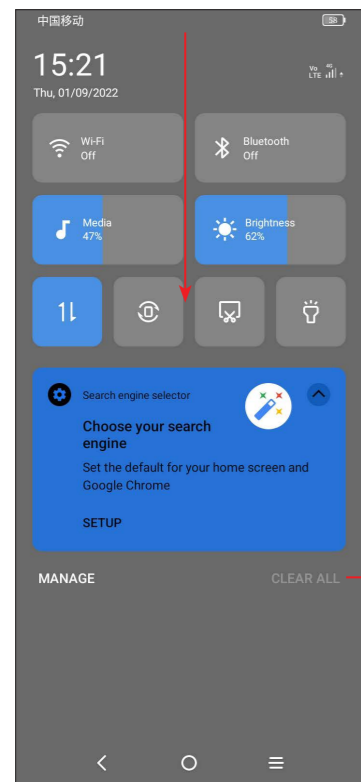 中国移动
58
15:21
Thu, 01/09/2022
Vo
LTE
4G
Wi-Fi
Off
Bluetooth
Off
Media
47%
Brightness
62%
Search engine selector
Choose your search
engine
Set the default for your home screen and
Google Chrome
SETUP
MANAGE
CLEAR ALL